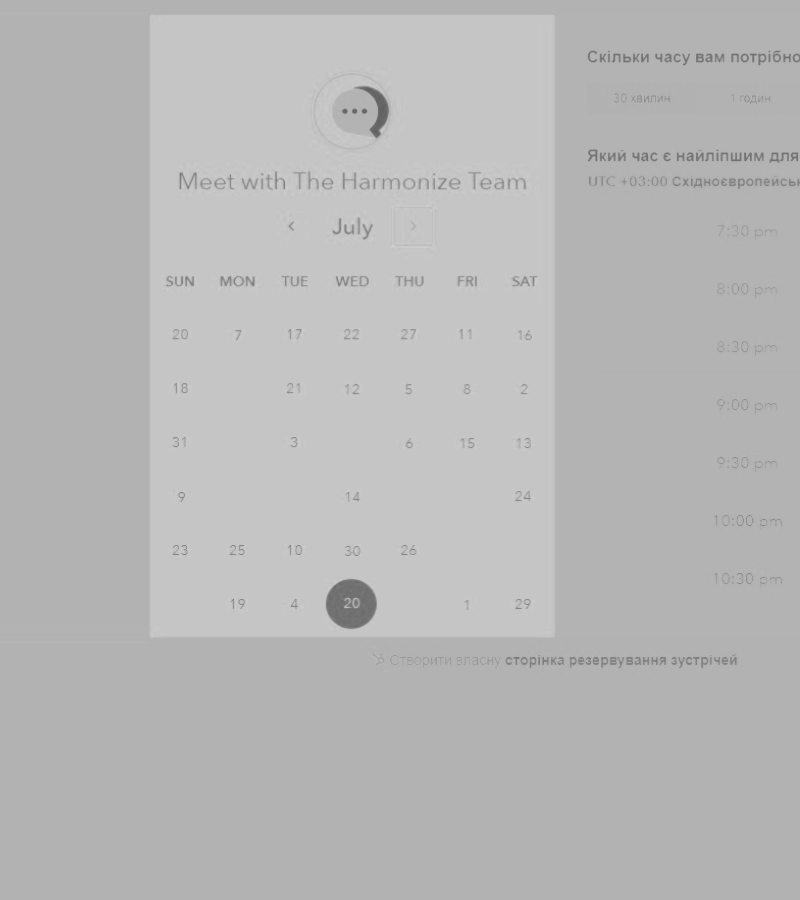 Meet with The Harmonize Team
July
SUN MON TUE WED THU FRI SAT
20 7 17 22 27 11 16
18 21 12 5 8 2
31 3 6 15 13
9 14 24
23 25 10 30 26
19 4 20 1 29
Скільки часу вам потрібно
30 хвилин 1 годин
Який час є найліпшим для
UTC +03:00 Східноєвропейськ
7:30 pm
8:00 pm
8:30 pm
9:00 pm
9:30 pm
10:00 pm
10:30 pm
Створити власну сторінка резервування зустрічей